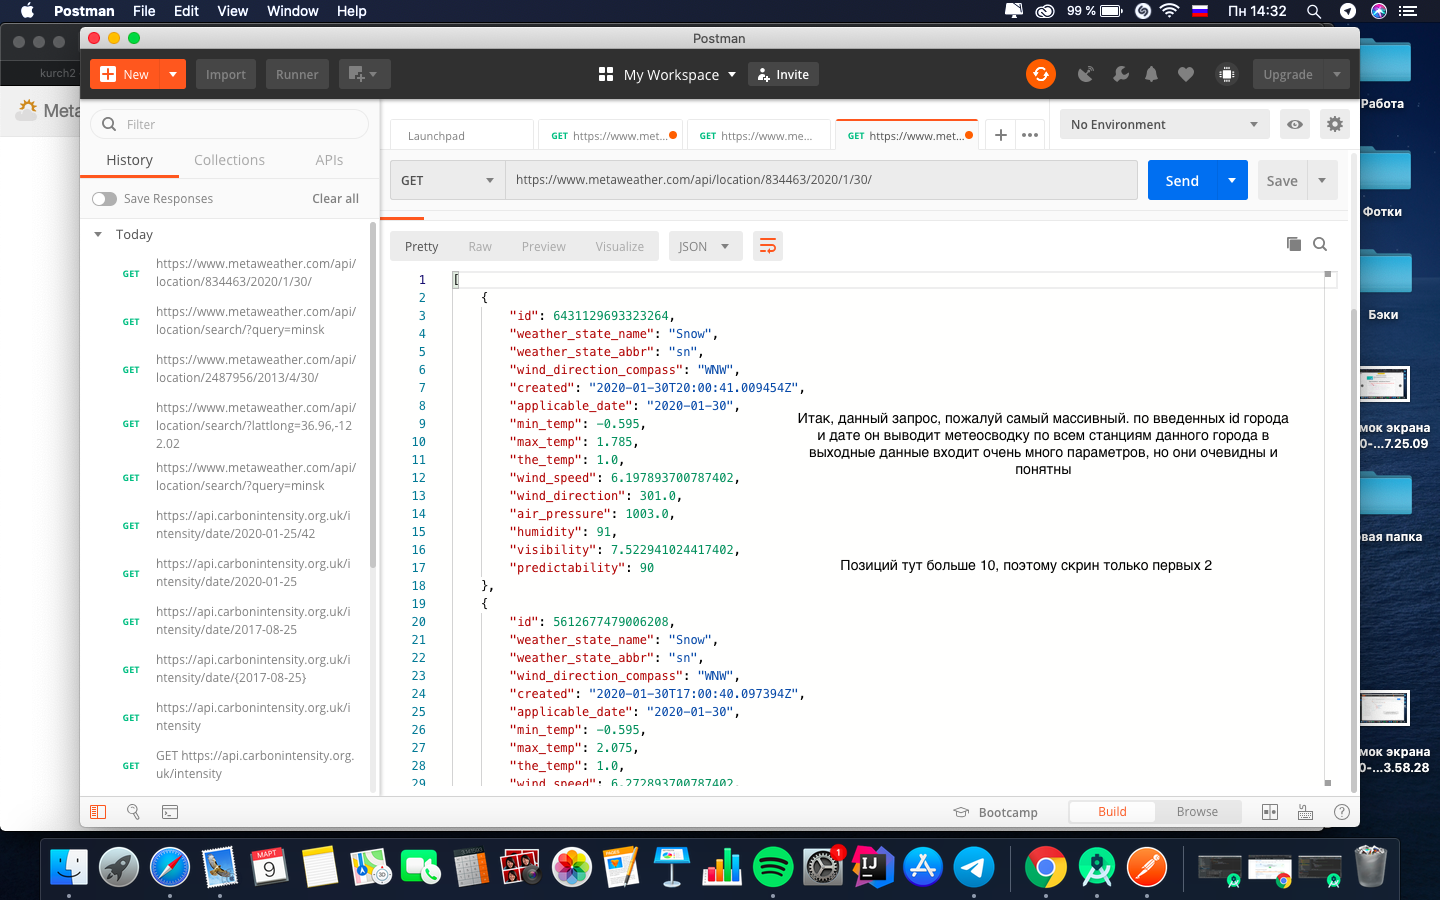 Postman File Edit View Window Help 99 % Пн 14:32
Postman
kurch2
New Import Runner My Workspace Invite Upgrade
Meta
Filter
History Collections APIs
Save Responses Clear all
Today
GET https://www.metaweather.com/api/
location/834463/2020/1/30/
GET https://www.metaweather.com/api/
location/search/?query=minsk
GET https://www.metaweather.com/api/
location/2487956/2013/4/30/
GET https://www.metaweather.com/api/
location/search/?lattlong=36.96,-12
2.02
GET https://www.metaweather.com/api/
location/search/?query=minsk
GET https://api.carbonintensity.org.uk/i
ntensity/date/2020-01-25/42
GET https://api.carbonintensity.org.uk/i
ntensity/date/2020-01-25
GET https://api.carbonintensity.org.uk/i
ntensity/date/2017-08-25
GET https://api.carbonintensity.org.uk/i
ntensity/date/{2017-08-25}
GET https://api.carbonintensity.org.uk/i
ntensity
GET GET https://api.carbonintensity.org.
uk/intensity
Launchpad GET https://www.met... GET https://www.me... GET https://www.met... No Environment
GET https://www.metaweather.com/api/location/834463/2020/1/30/ Send Save
Pretty Raw Preview Visualize JSON
1 [
2 {
3 "id": 6431129693323264,
4 "weather_state_name": "Snow",
5 "weather_state_abbr": "sn",
6 "wind_direction_compass": "WNW",
7 "created": "2020-01-30T20:00:41.009454Z",
8 "applicable_date": "2020-01-30",
9 "min_temp": -0.595,
10 "max_temp": 1.785,
11 "the_temp": 1.0,
12 "wind_speed": 6.197893700787402,
13 "wind_direction": 301.0,
14 "air_pressure": 1003.0,
15 "humidity": 91,
16 "visibility": 7.522941024417402,
17 "predictability": 90
18 },
19 {
20 "id": 5612677479006208,
21 "weather_state_name": "Snow",
22 "weather_state_abbr": "sn",
23 "wind_direction_compass": "WNW",
24 "created": "2020-01-30T17:00:40.097394Z",
25 "applicable_date": "2020-01-30",
26 "min_temp": -0.595,
27 "max_temp": 2.075,
28 "the_temp": 1.0,
29 "wind_speed": 6.272893700787402,
Итак, данный запрос, пожалуй самый массивный. по введенных id города
и дате он выводит метеосводку по всем станциям данного города в
выходные данные входит очень много параметров, но они очевидны и
понятны
Позиций тут больше 10, поэтому скрин только первых 2
Bootcamp Build Browse
Работа
Фотки
Бэки
мок экрана
0-...7.25.09
овая папка
мок экрана
0-...3.58.28
МАРТ
9
1